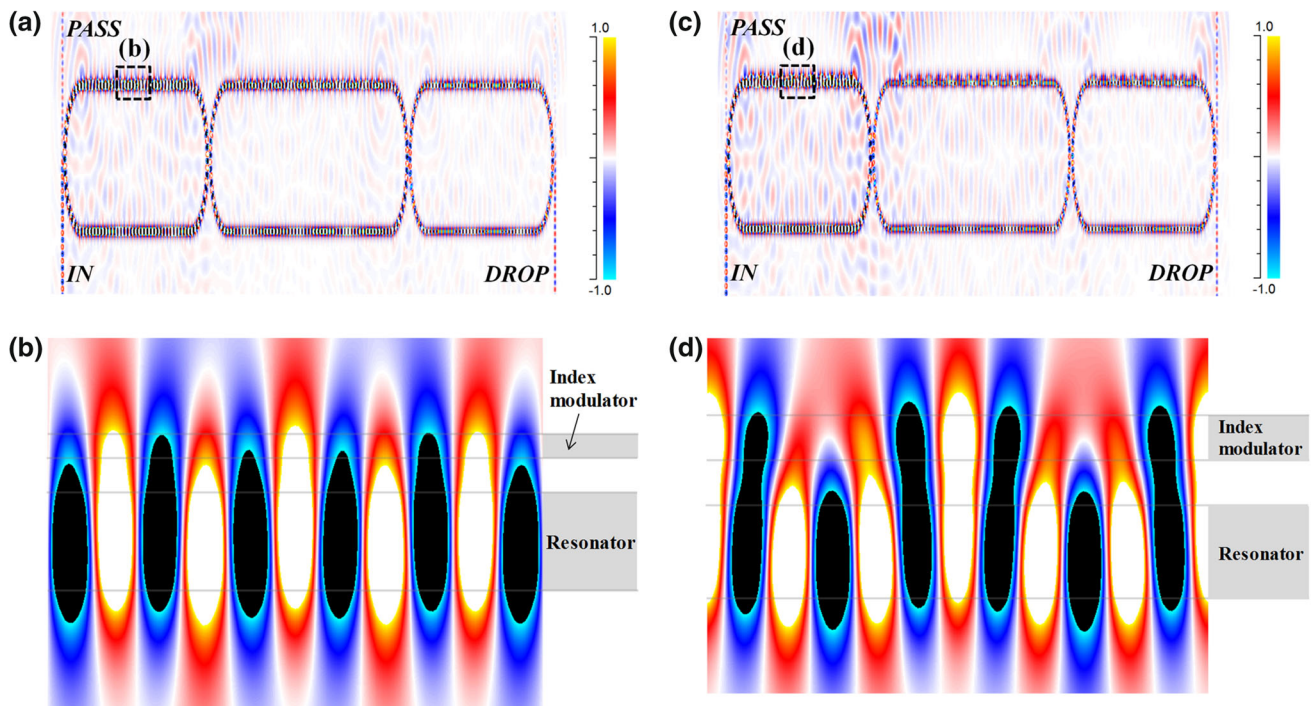 (a)
PASS
(b)
IN
DROP
1.0
-1.0
(c)
PASS
(d)
IN
DROP
1.0
-1.0
(b)
Index
modulator
Resonator
(d)
Index
modulator
Resonator